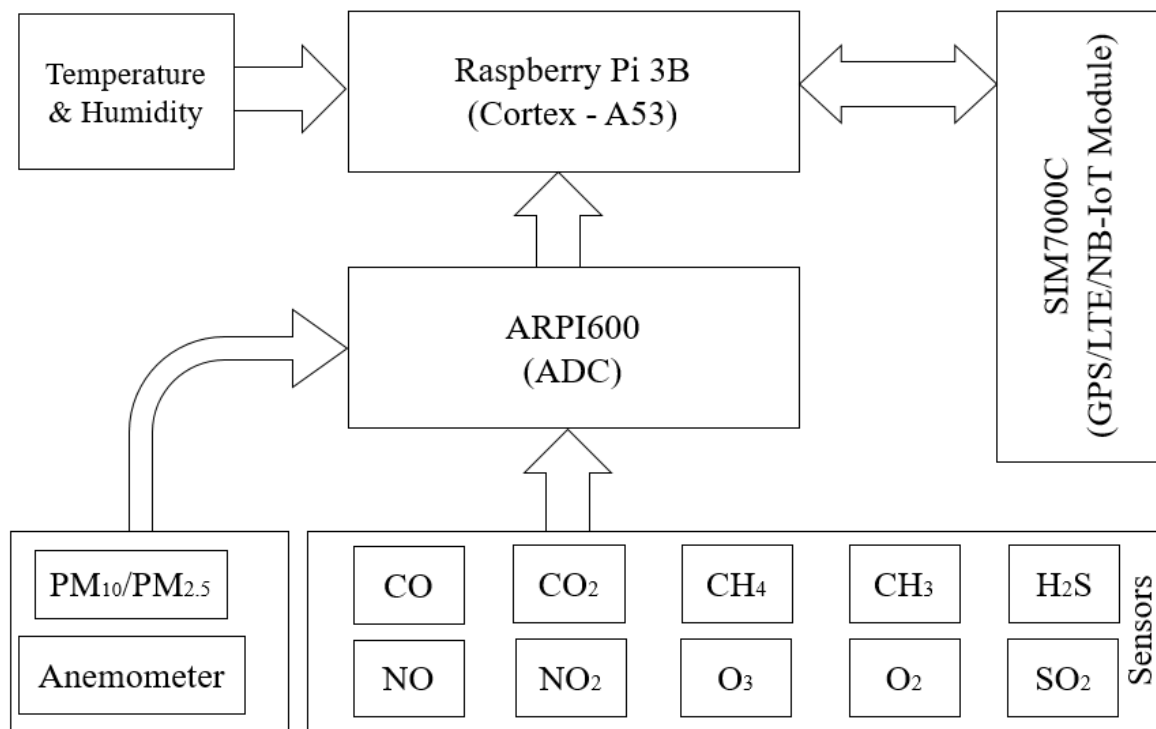 Temperature
& Humidity
Raspberry Pi 3B
(Cortex - A53)
SIM7000C
(GPS/LTE/NB-IoT Module)
ARPI600
(ADC)
PM₁₀/PM₂.₅
Anemometer
CO
CO₂
CH₄
CH₃
H₂S
NO
NO₂
O₃
O₂
SO₂
Sensors